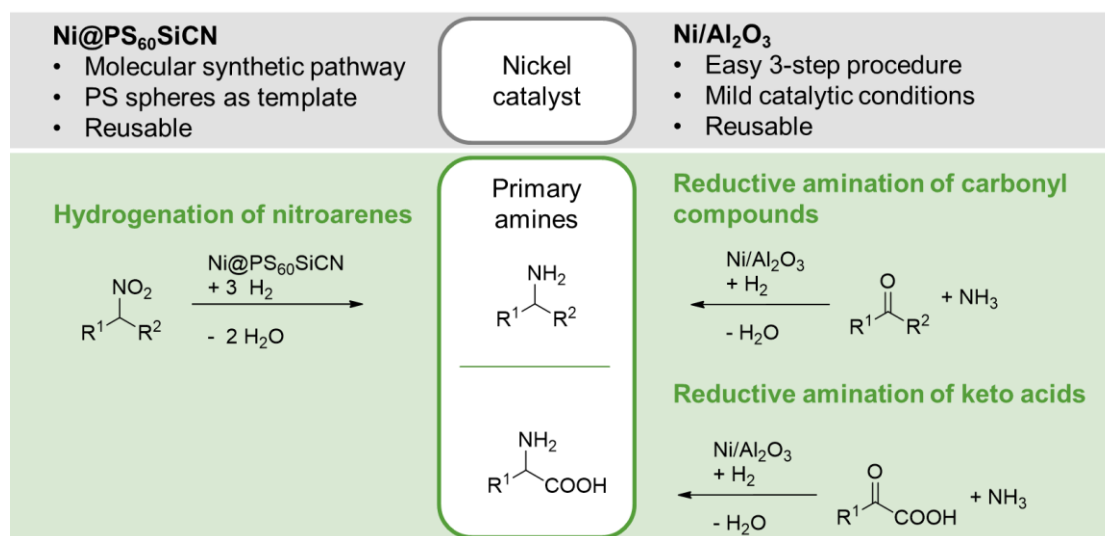 Ni@PS₆₀SiCN
• Molecular synthetic pathway
• PS spheres as template
• Reusable
Nickel
catalyst
Ni/Al₂O₃
• Easy 3-step procedure
• Mild catalytic conditions
• Reusable
Hydrogenation of nitroarenes
NO₂
R¹ R²
Ni@PS₆₀SiCN
+ 3 H₂
- 2 H₂O
Primary
amines
NH₂
R¹ R²
NH₂
R¹ COOH
Reductive amination of carbonyl
compounds
Ni/Al₂O₃
+ H₂
- H₂O
O
R¹ R²
+ NH₃
Reductive amination of keto acids
Ni/Al₂O₃
+ H₂
- H₂O
O
R¹ COOH
+ NH₃